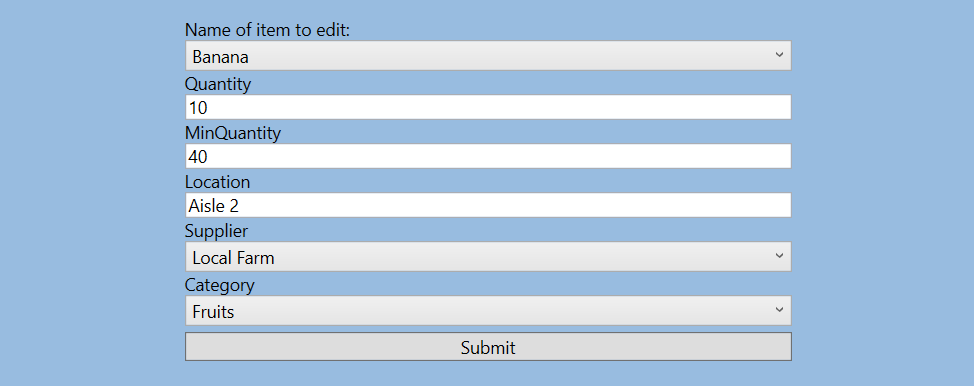 Name of item to edit:
Banana
Quantity
10
MinQuantity
40
Location
Aisle 2
Supplier
Local Farm
Category
Fruits
Submit